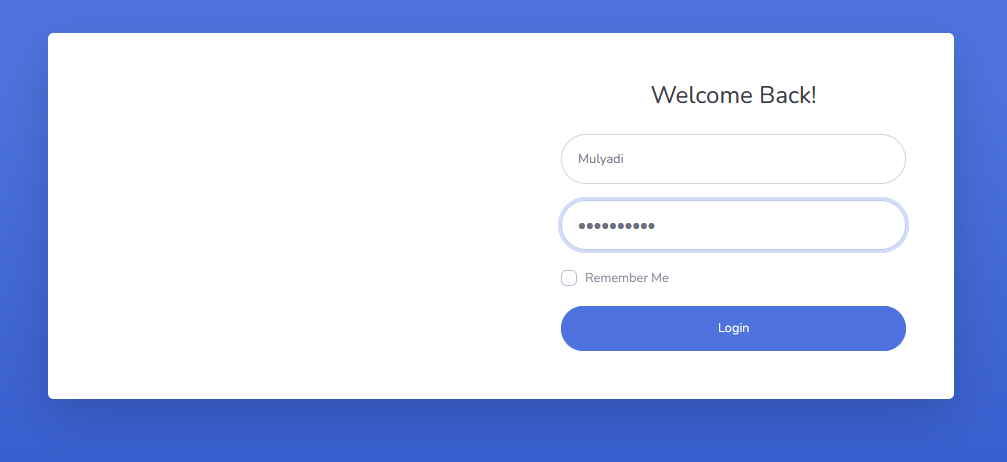 Welcome Back!
Mulyadi
••••••••••
Remember Me
Login